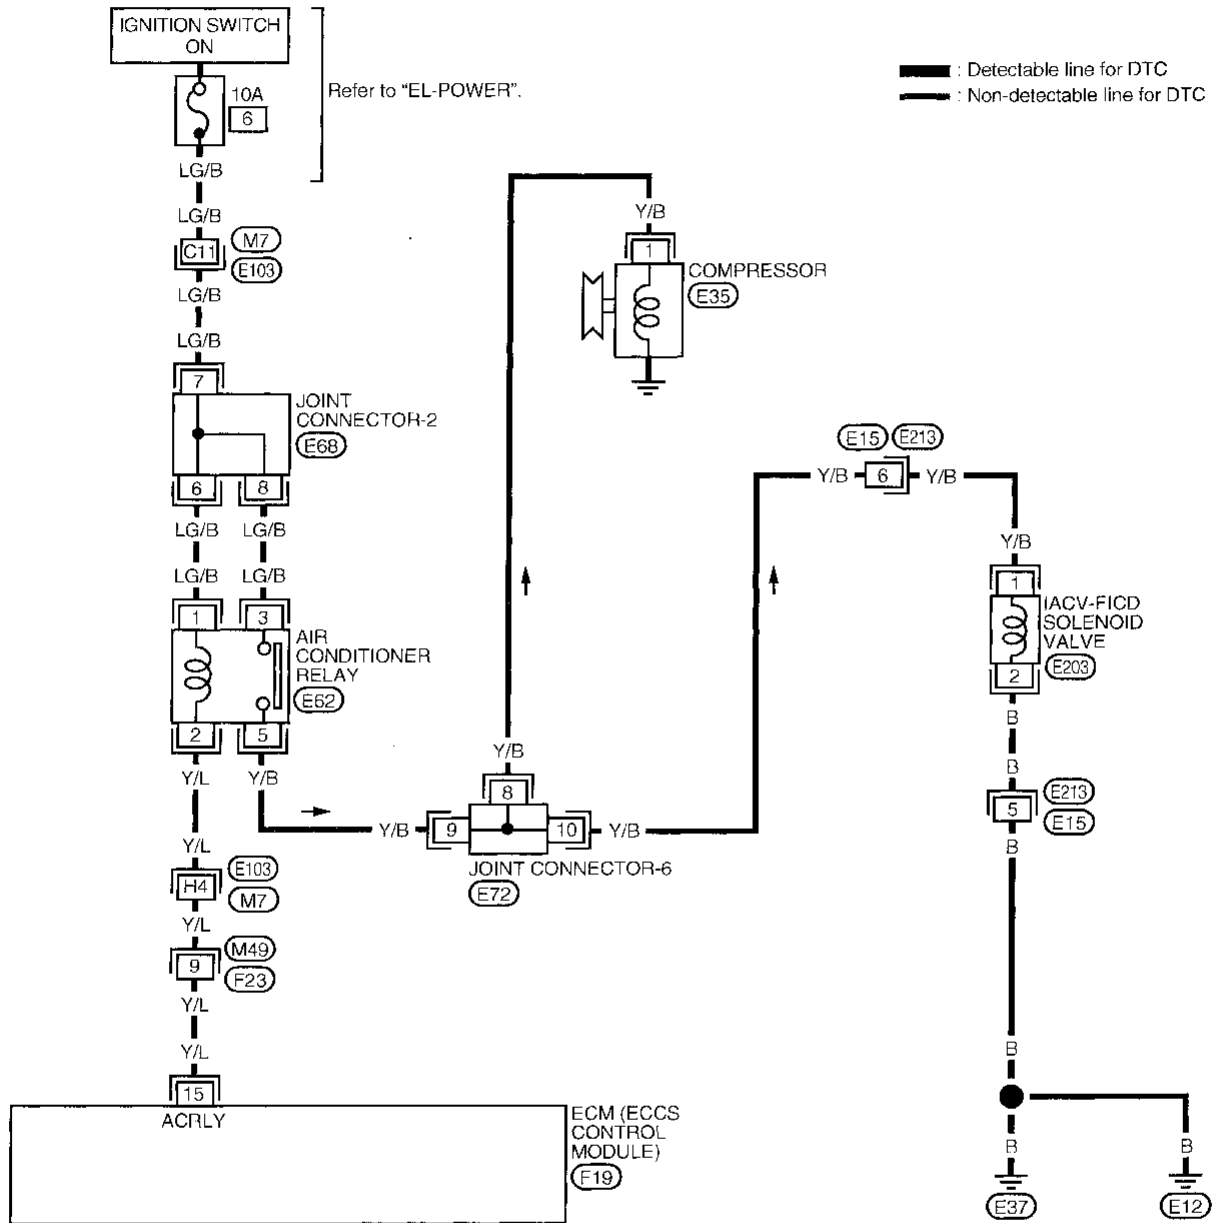 IGNITION SWITCH
ON
10A
6
Refer to "EL-POWER".
: Detectable line for DTC
: Non-detectable line for DTC
LG/B
LG/B
C11
M7
E103
LG/B
LG/B
7
JOINT
CONNECTOR-2
E68
6
8
LG/B
LG/B
LG/B
LG/B
1
3
AIR
CONDITIONER
RELAY
E62
2
5
Y/L
Y/B
Y/L
H4
E103
M7
Y/L
9
M49
F23
Y/L
Y/L
15
ACRLY
ECM (ECCS
CONTROL
MODULE)
F19
Y/B
1
COMPRESSOR
E35
Y/B
8
Y/B
9
10
Y/B
JOINT CONNECTOR-6
E72
E15
E213
Y/B
6
Y/B
Y/B
1
IACV-FICD
SOLENOID
VALVE
E203
2
B
B
5
E213
E15
B
B
B
B
E37
E12